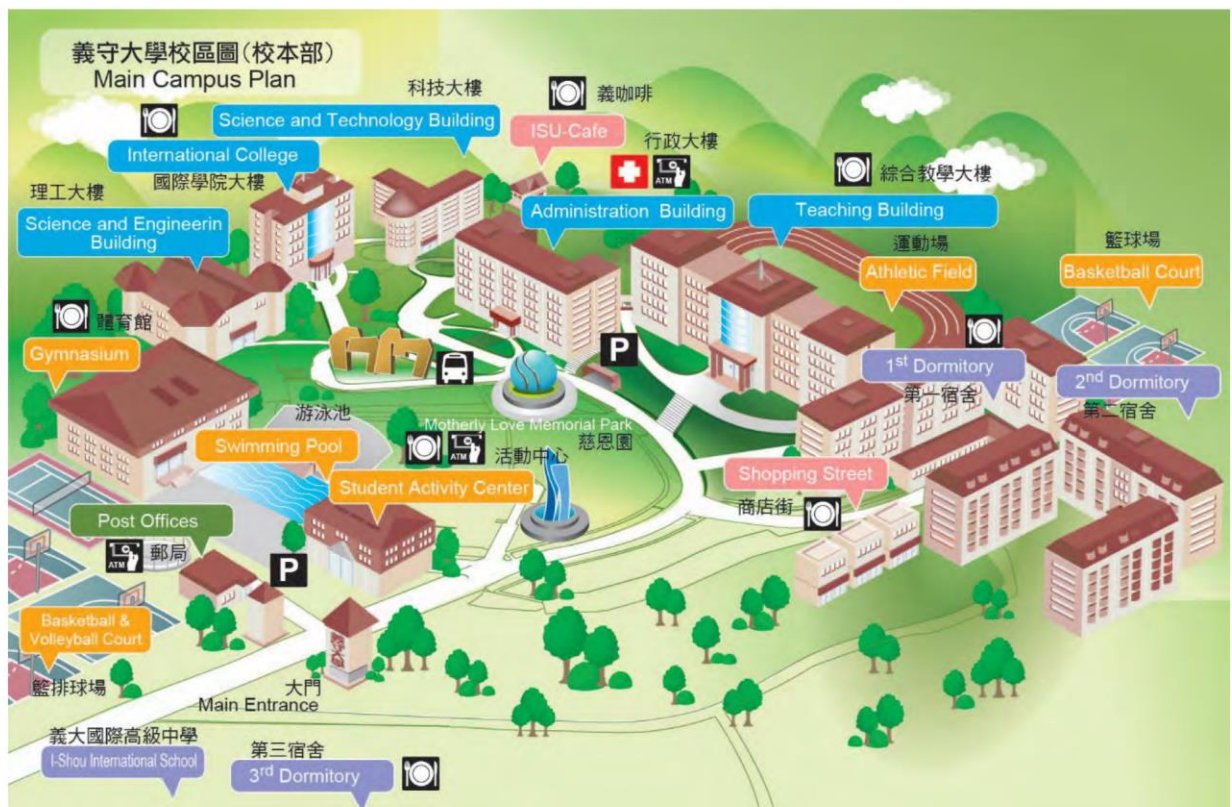 義守大學校區圖(校本部)
Main Campus Plan
科技大樓
Science and Technology Building
義咖啡
ISU-Cafe
International College
國際學院大樓
行政大樓
ATM
Administration Building
綜合教學大樓
Teaching Building
理工大樓
Science and Engineerin
Building
運動場
Athletic Field
籃球場
Basketball Court
體育館
Gymnasium
P
1st Dormitory
第一宿舍
2nd Dormitory
第二宿舍
游泳池
Swimming Pool
Motherly Love Memorial Park
慈恩園
ATM
活動中心
Student Activity Center
Shopping Street
商店街
Post Offices
ATM
郵局
P
Basketball &
Volleyball Court
籃排球場
大門
Main Entrance
義大國際高級中學
I-Shou International School
第三宿舍
3rd Dormitory